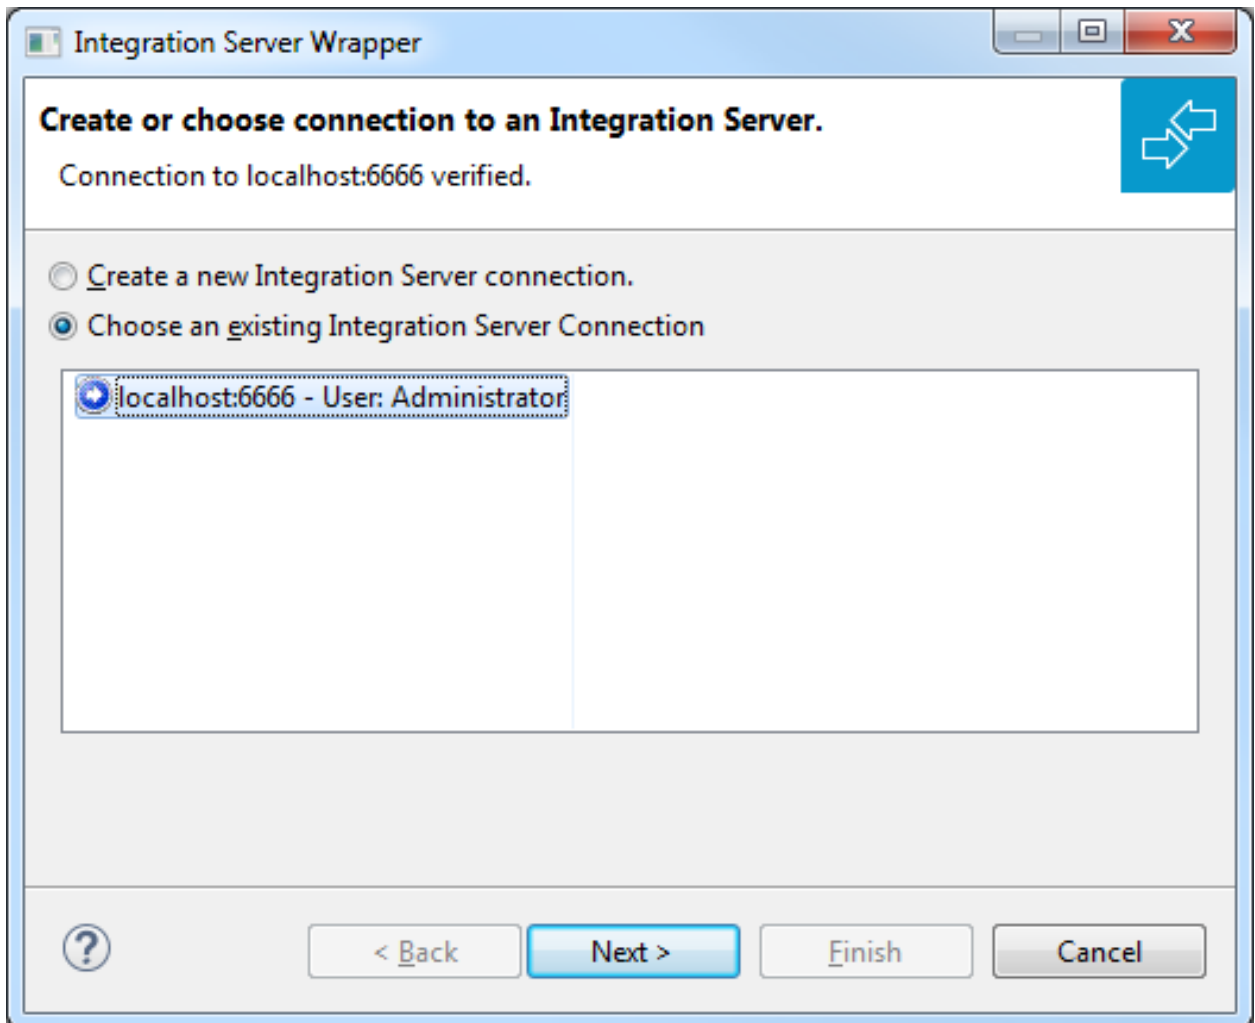 Integration Server Wrapper
Create or choose connection to an Integration Server.
Connection to localhost:6666 verified.
Create a new Integration Server connection.
Choose an existing Integration Server Connection
localhost:6666 - User: Administrator
? < Back Next > Finish Cancel